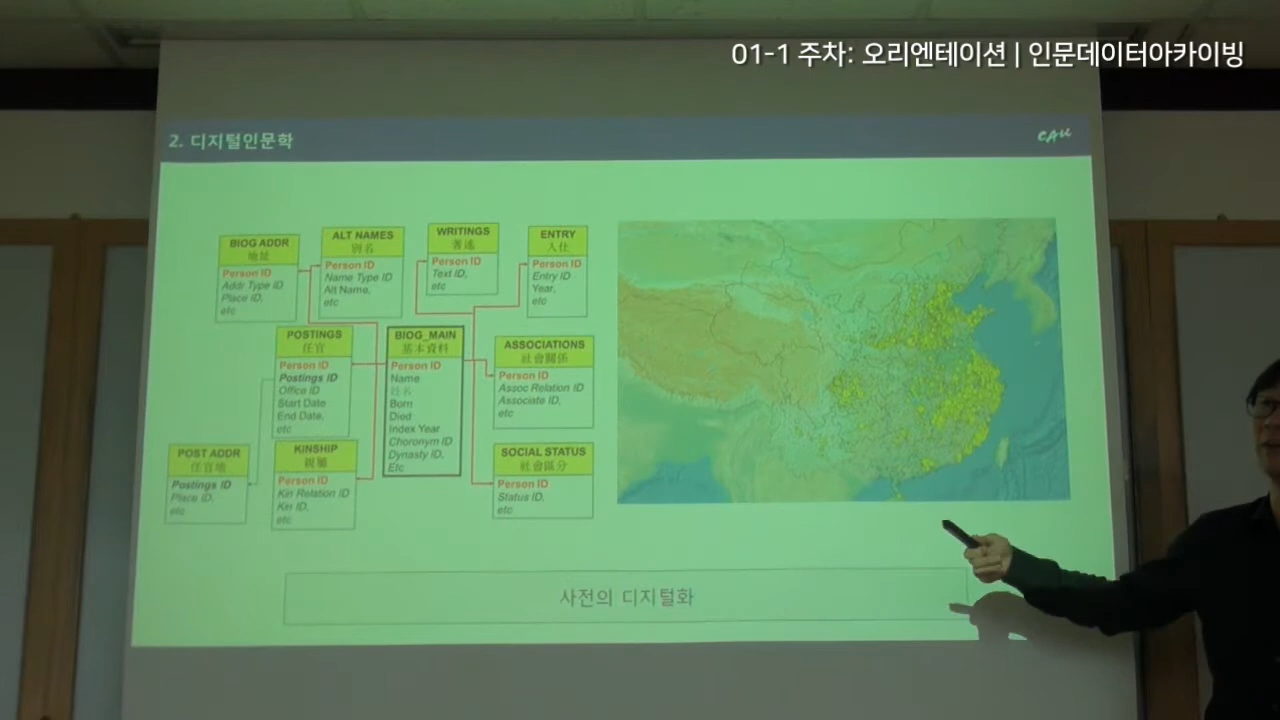 01-1 주차: 오리엔테이션 | 인문데이터아카이빙
2. 디지털인문학
CAU
BIOG ADDR
地址
Person ID
Addr Type ID
Place ID,
etc
ALT NAMES
別名
Person ID
Name Type ID
Alt Name,
etc
WRITINGS
著述
Person ID
Text ID,
etc
ENTRY
入仕
Person ID
Entry ID
Year,
etc
POSTINGS
任官
Person ID
Postings ID
Office ID
Start Date
End Date,
etc
BIOG_MAIN
基本資料
Person ID
Name
姓名
Born
Died
Index Year
Choronym ID
Dynasty ID,
Etc
ASSOCIATIONS
社會關係
Person ID
Assoc Relation ID
Associate ID,
etc
POST ADDR
任官地
Postings ID
Place ID,
etc
KINSHIP
親屬
Person ID
Kin Relation ID
Kin ID,
etc
SOCIAL STATUS
社會區分
Person ID
Status ID,
etc
사전의 디지털화